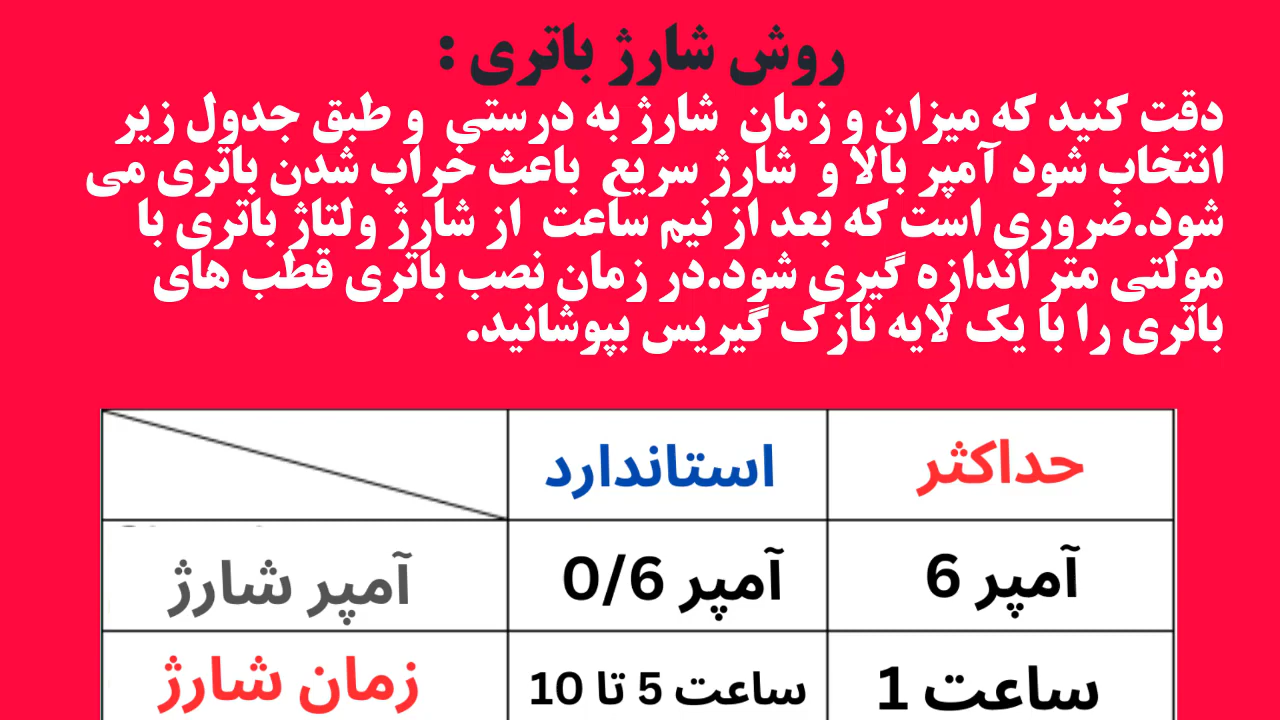 روش شارژ باتری :
دقت کنید که میزان و زمان شارژ به درستی و طبق جدول زیر
انتخاب شود آمپر بالا و شارژ سریع باعث خراب شدن باتری می
شود.ضروری است که بعد از نیم ساعت از شارژ ولتاژ باتری با
مولتی متر اندازه گیری شود.در زمان نصب باتری قطب های
باتری را با یک لایه نازک گیریس بپوشانید.
حداکثر
استاندارد
آمپر 6
آمپر 0/6
آمپر شارژ
ساعت 1
ساعت 5 تا 10
زمان شارژ